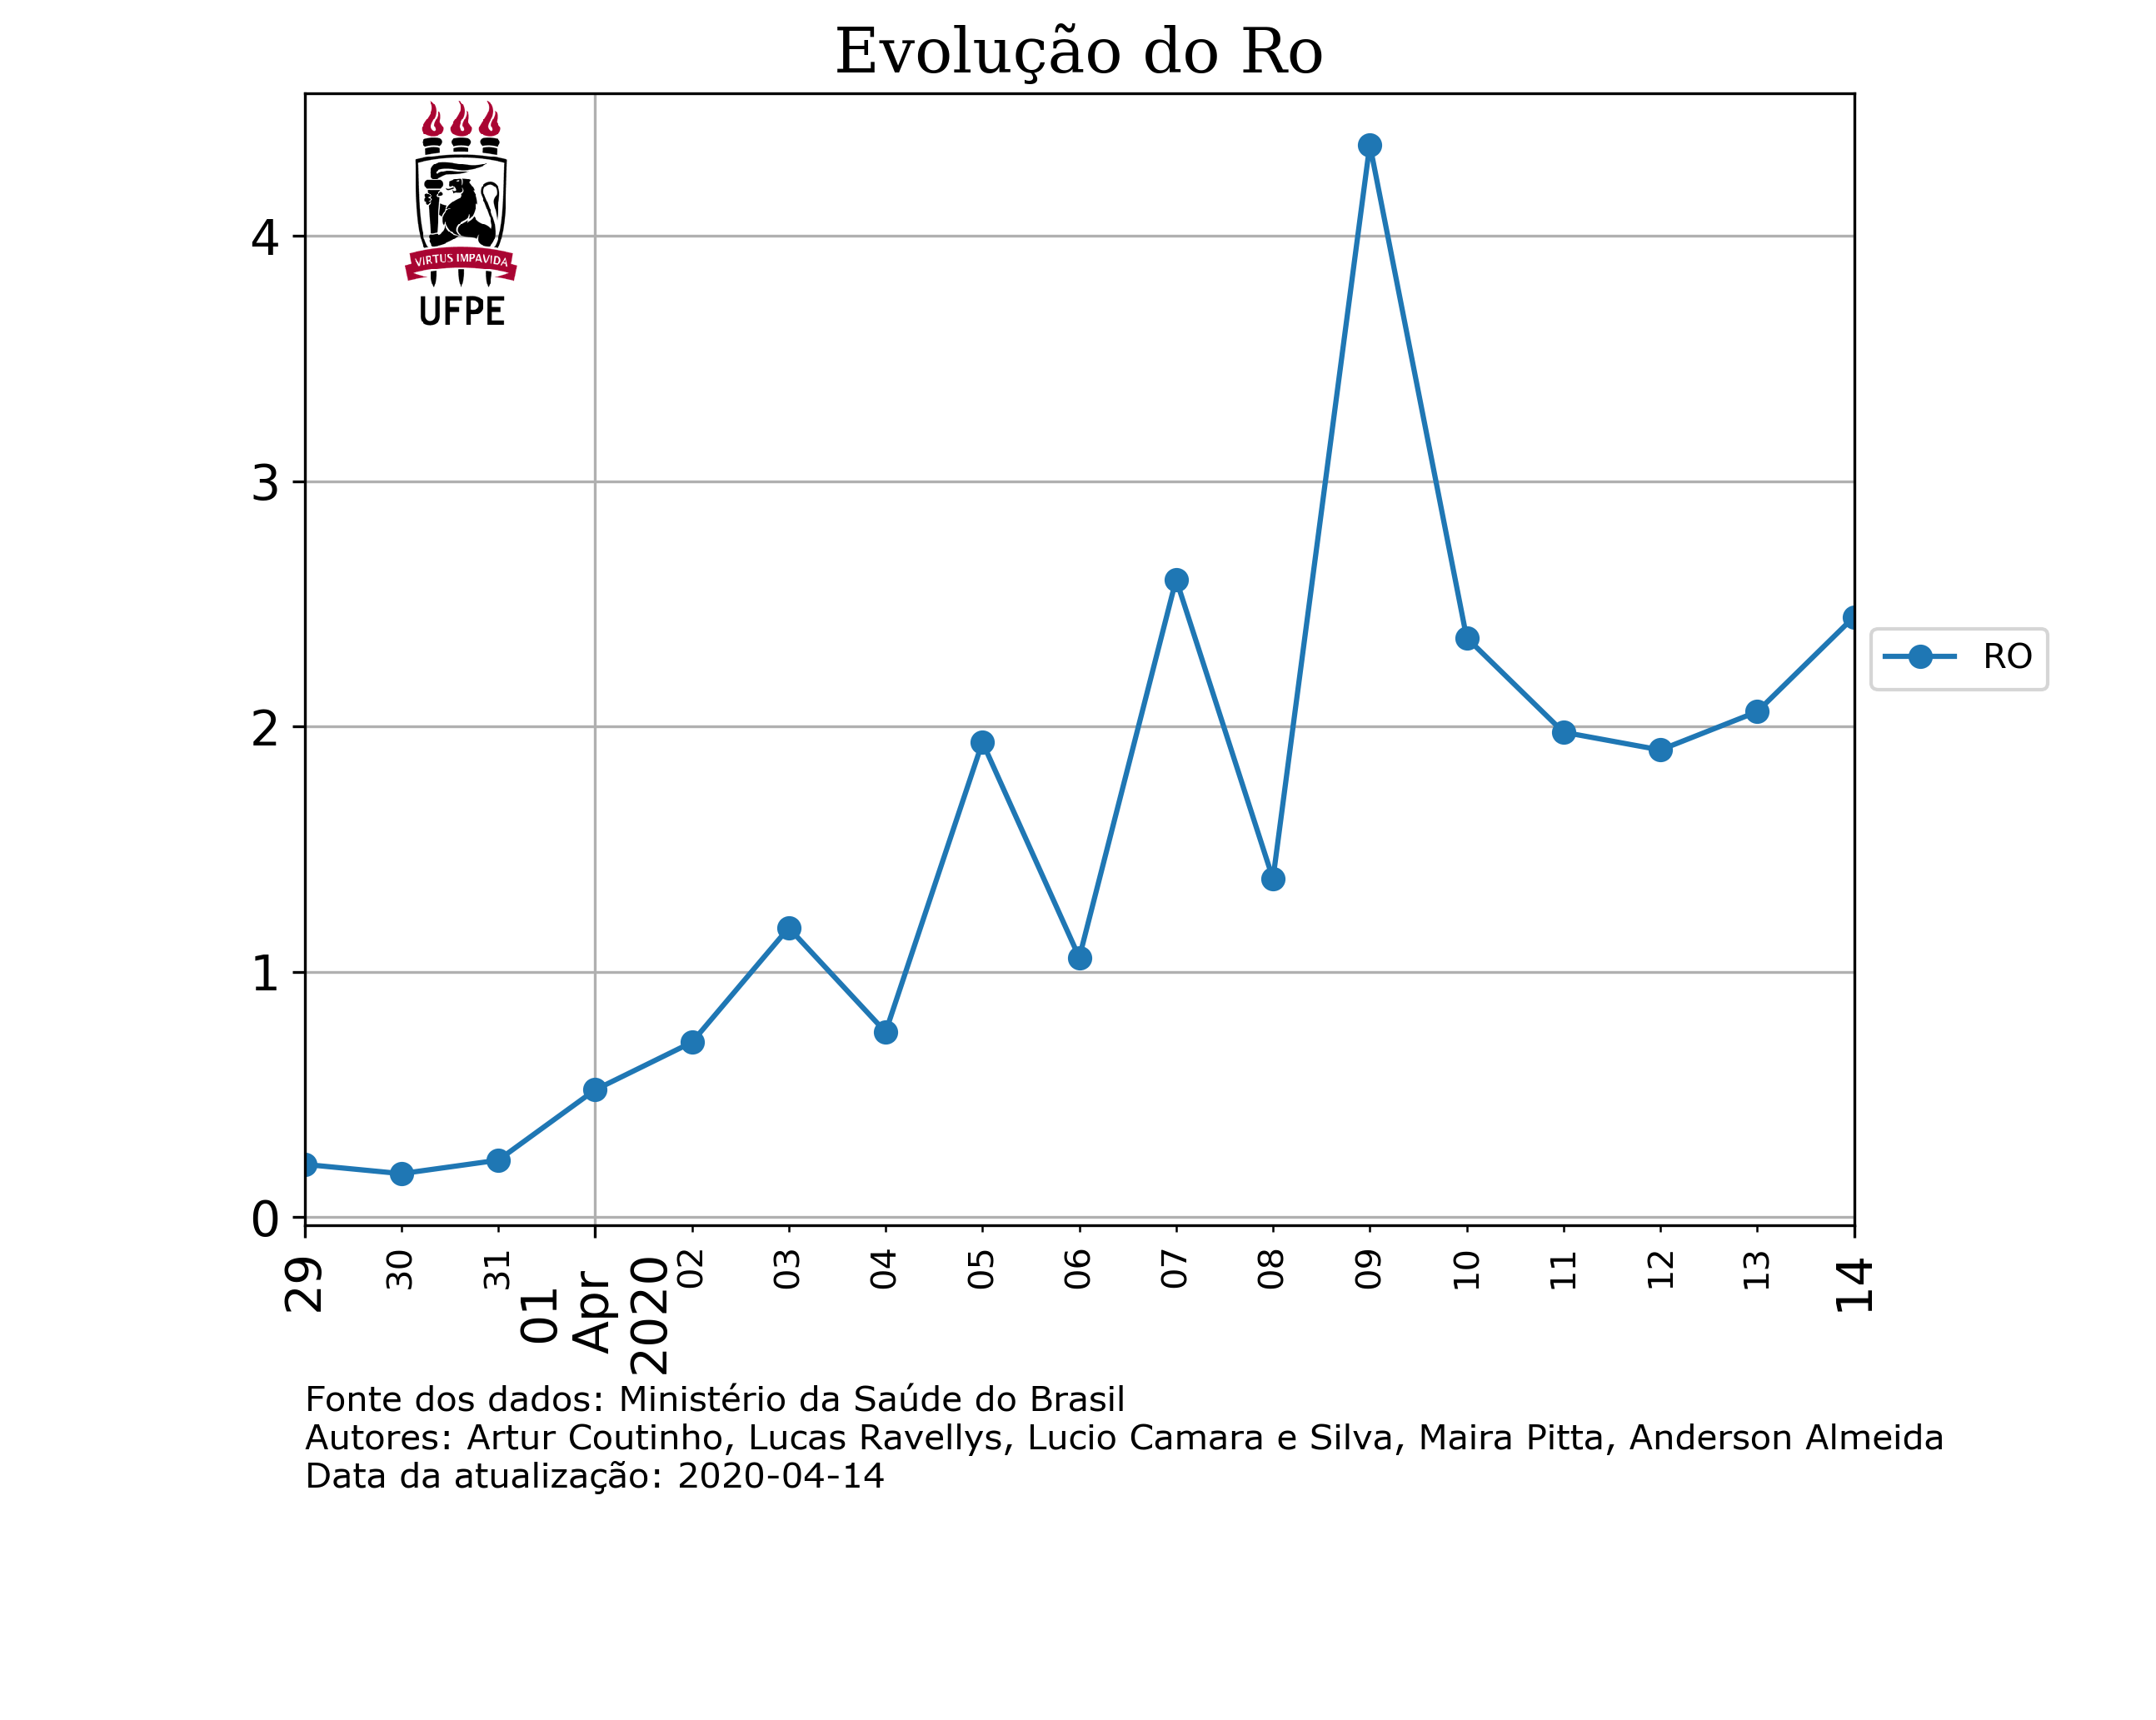 Evolução do Ro
VIRTUS IMPAVIDA
UFPE
4
3
2
1
0
RO
29
30
31
01
Apr
2020
02
03
04
05
06
07
08
09
10
11
12
13
14
Fonte dos dados: Ministério da Saúde do Brasil
Autores: Artur Coutinho, Lucas Ravellys, Lucio Camara e Silva, Maira Pitta, Anderson Almeida
Data da atualização: 2020-04-14